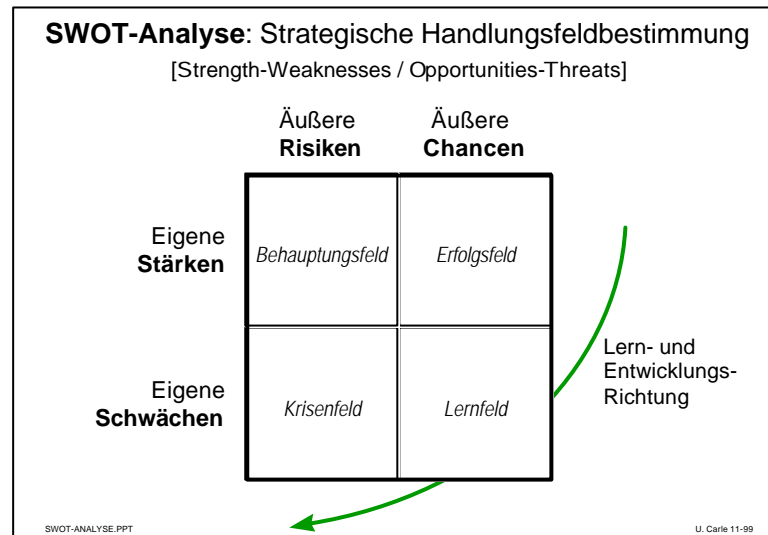 SWOT-Analyse: Strategische Handlungsfeldbestimmung
[Strength-Weaknesses / Opportunities-Threats]
Äußere Äußere
Risiken Chancen
Eigene
Stärken
Behauptungsfeld Erfolgsfeld
Lern- und
Entwicklungs-
Richtung
Eigene
Schwächen
Krisenfeld Lernfeld
SWOT-ANALYSE.PPT U. Carle 11-99